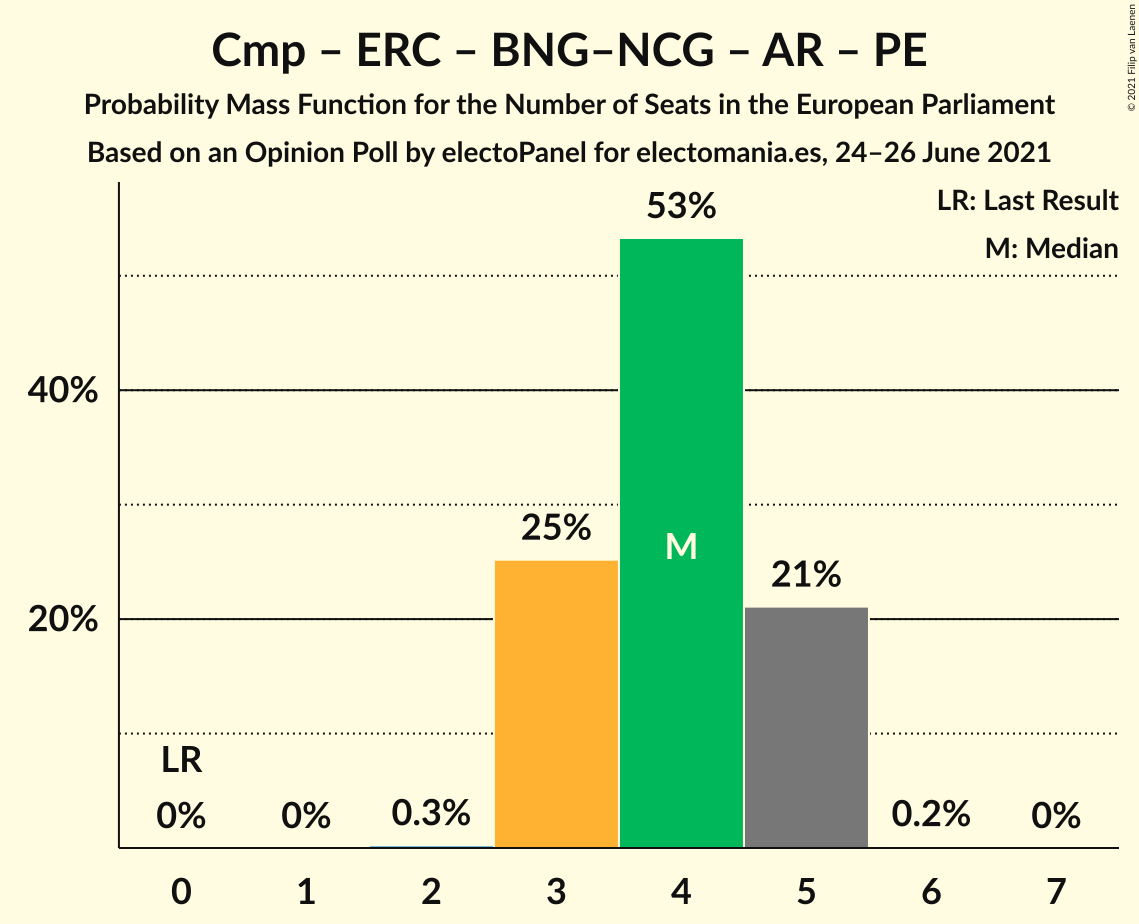 Cmp – ERC – BNG–NCG – AR – PE
Probability Mass Function for the Number of Seats in the European Parliament
Based on an Opinion Poll by electoPanel for electomania.es, 24–26 June 2021
© 2021 Filip van Laenen
LR: Last Result
M: Median
53%
40%
25%
M
21%
20%
LR
0%
0%
0.3%
0.2%
0%
0
1
2
3
4
5
6
7